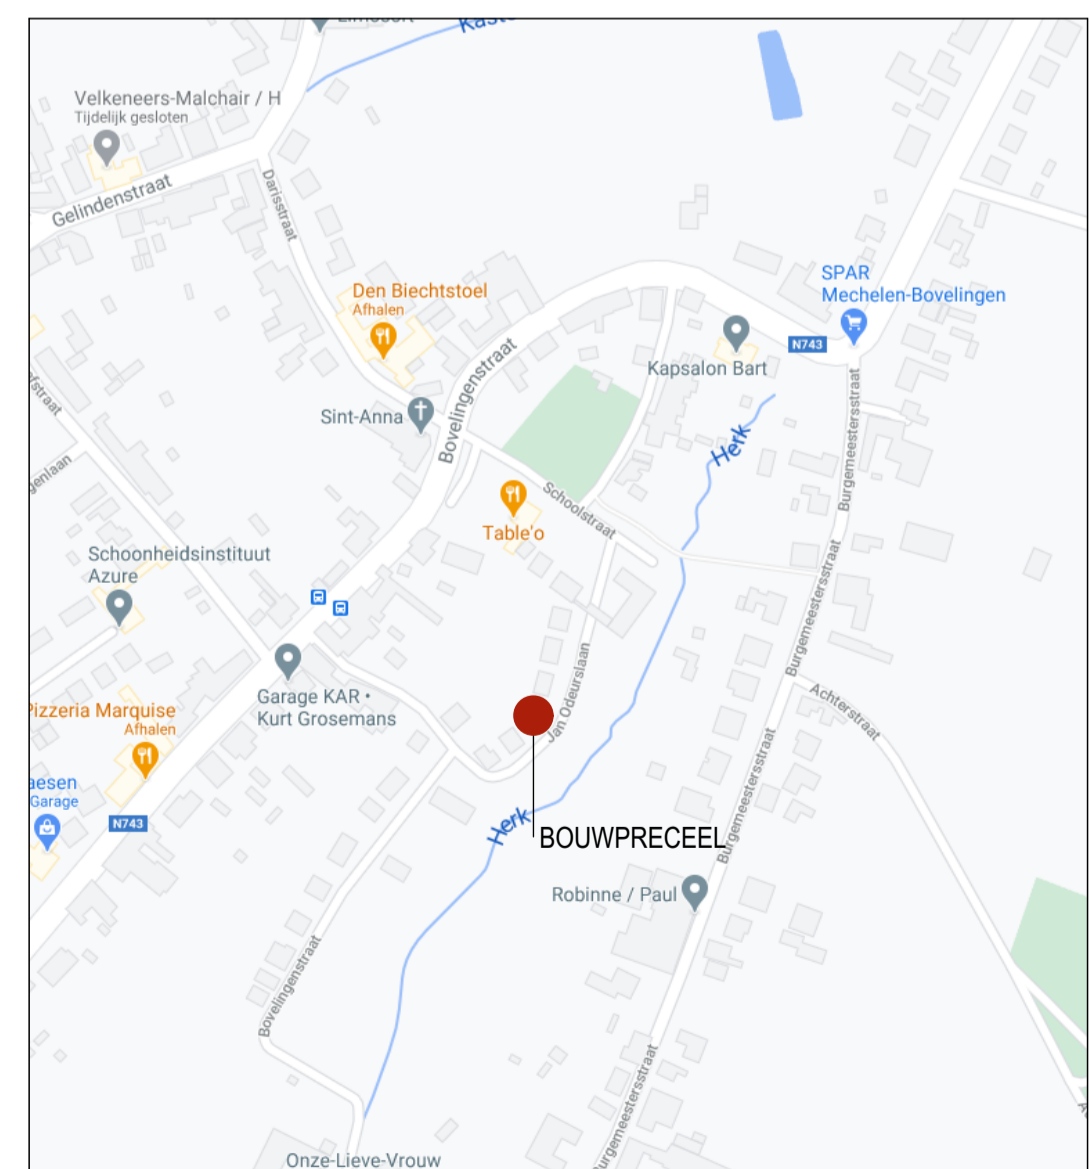 Velkeneers-Malchair / H
Tijdelijk gesloten
Gelindenstraat
Darisstraat
Den Biechtstoel
Afhalen
SPAR
Mechelen-Bovelingen
N743
Kapsalon Bart
Bovelingenstraat
Sint-Anna
Herk
Burgemeestersstraat
Schoolstraat
Table'o
Schoonheidsinstituut
Azure
Burgemeestersstraat
Jan Odeurslaan
Garage KAR •
Kurt Grosemans
Achterstraat
Pizzeria Marquise
Afhalen
Garage
N743
Herk
BOUWPRECEEL
Burgemeestersstraat
Robinne / Paul
Bovelingenstraat
Burgemeestersstraat
Onze-Lieve-Vrouw